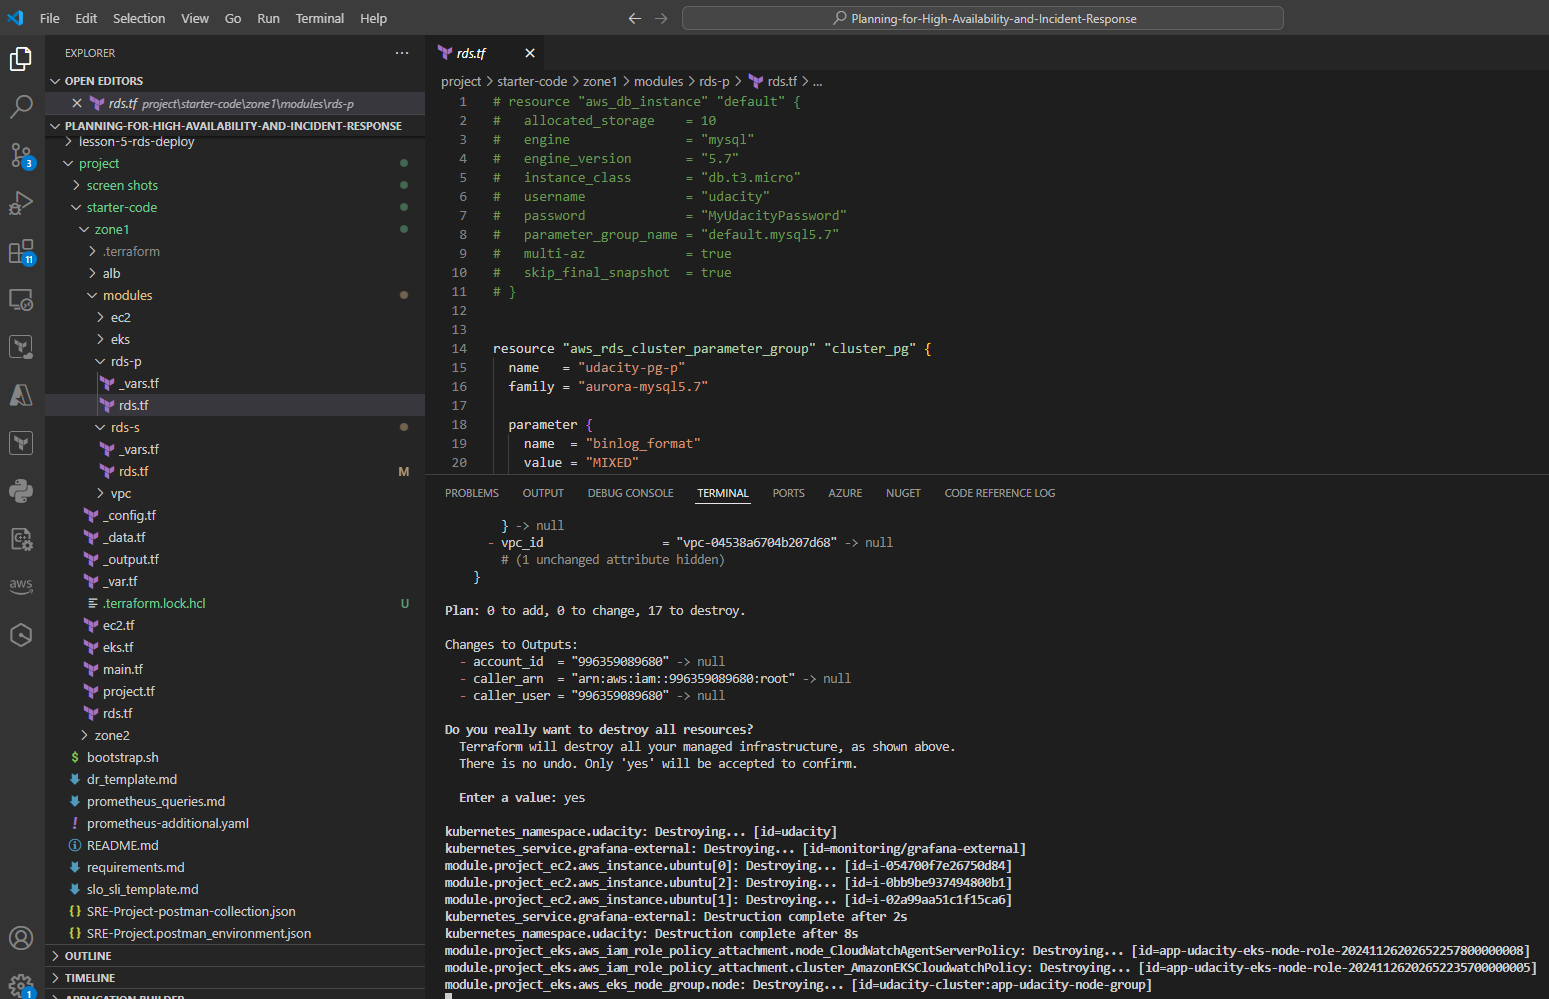 File Edit Selection View Go Run Terminal Help
Planning-for-High-Availability-and-Incident-Response
EXPLORER
OPEN EDITORS
rds.tf project\starter-code\zone1\modules\rds-p
PLANNING-FOR-HIGH-AVAILABILITY-AND-INCIDENT-RESPONSE
lesson-5-rds-deploy
project
screen shots
starter-code
zone1
.terraform
alb
modules
ec2
eks
rds-p
_vars.tf
rds.tf
rds-s
_vars.tf
rds.tf M
vpc
_config.tf
_data.tf
_output.tf
_var.tf
.terraform.lock.hcl U
ec2.tf
eks.tf
main.tf
project.tf
rds.tf
zone2
bootstrap.sh
dr_template.md
prometheus_queries.md
prometheus-additional.yaml
README.md
requirements.md
slo_sli_template.md
SRE-Project-postman-collection.json
SRE-Project.postman_environment.json
OUTLINE
TIMELINE
APPLICATION BUILDER
3
11
aws
1
rds.tf
project > starter-code > zone1 > modules > rds-p > rds.tf > ...
1 # resource "aws_db_instance" "default" {
2 #   allocated_storage    = 10
3 #   engine               = "mysql"
4 #   engine_version       = "5.7"
5 #   instance_class       = "db.t3.micro"
6 #   username             = "udacity"
7 #   password             = "MyUdacityPassword"
8 #   parameter_group_name = "default.mysql5.7"
9 #   multi-az             = true
10 #   skip_final_snapshot  = true
11 # }
12
13
14 resource "aws_rds_cluster_parameter_group" "cluster_pg" {
15   name   = "udacity-pg-p"
16   family = "aurora-mysql5.7"
17
18   parameter {
19     name  = "binlog_format"
20     value = "MIXED"
PROBLEMS OUTPUT DEBUG CONSOLE TERMINAL PORTS AZURE NUGET CODE REFERENCE LOG
} -> null
- vpc_id                = "vpc-04538a6704b207d68" -> null
# (1 unchanged attribute hidden)
}
Plan: 0 to add, 0 to change, 17 to destroy.
Changes to Outputs:
- account_id  = "996359089680" -> null
- caller_arn  = "arn:aws:iam::996359089680:root" -> null
- caller_user = "996359089680" -> null
Do you really want to destroy all resources?
Terraform will destroy all your managed infrastructure, as shown above.
There is no undo. Only 'yes' will be accepted to confirm.
Enter a value: yes
kubernetes_namespace.udacity: Destroying... [id=udacity]
kubernetes_service.grafana-external: Destroying... [id=monitoring/grafana-external]
module.project_ec2.aws_instance.ubuntu[0]: Destroying... [id=i-054700f7e26750d84]
module.project_ec2.aws_instance.ubuntu[2]: Destroying... [id=i-0bb9be937494800b1]
module.project_ec2.aws_instance.ubuntu[1]: Destroying... [id=i-02a99aa51c1f15ca6]
kubernetes_service.grafana-external: Destruction complete after 2s
kubernetes_namespace.udacity: Destruction complete after 8s
module.project_eks.aws_iam_role_policy_attachment.node_CloudWatchAgentServerPolicy: Destroying... [id=app-udacity-eks-node-role-20241126202652257800000008]
module.project_eks.aws_iam_role_policy_attachment.cluster_AmazonEKSCloudwatchPolicy: Destroying... [id=app-udacity-eks-node-role-20241126202652235700000005]
module.project_eks.aws_eks_node_group.node: Destroying... [id=udacity-cluster:app-udacity-node-group]